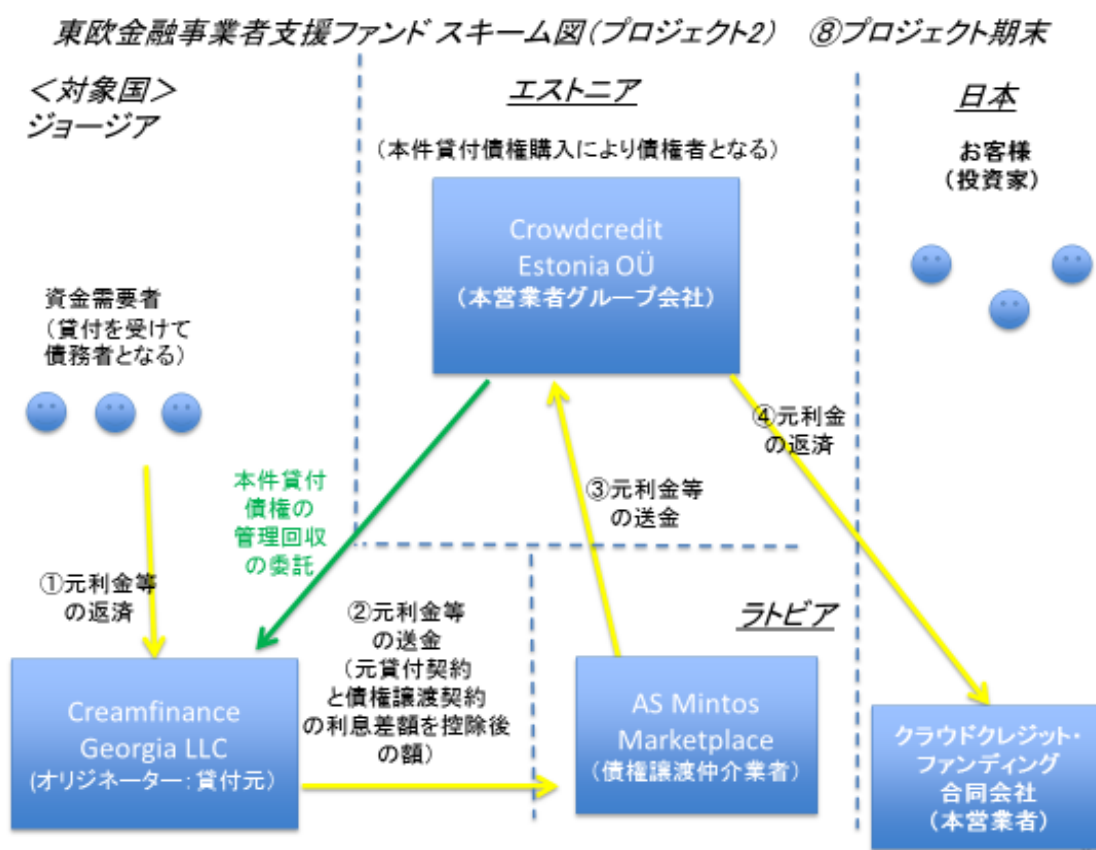 東欧金融事業者支援ファンド スキーム図(プロジェクト2) ⑧プロジェクト期末
<対象国>
ジョージア
エストニア
日本
(本件貸付債権購入により債権者となる)
お客様
(投資家)
Crowdcredit
Estonia OÜ
(本営業者グループ会社)
資金需要者
(貸付を受けて
債務者となる)
④元利金
の返済
本件貸付
債権の
管理回収
の委託
③元利金等
の送金
①元利金等
の返済
②元利金等
の送金
(元貸付契約
と債権譲渡契約
の利息差額を控除後
の額)
ラトビア
Creamfinance
Georgia LLC
(オリジネーター:貸付元)
AS Mintos
Marketplace
(債権譲渡仲介業者)
クラウドクレジット・
ファンディング
合同会社
(本営業者)